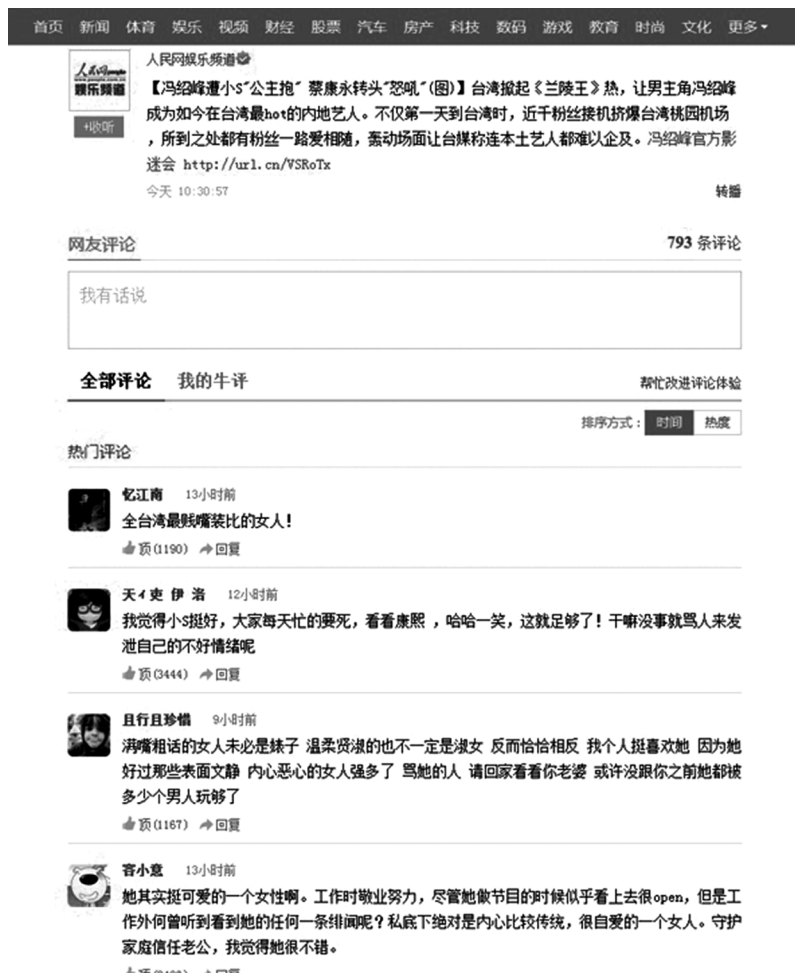 首页 新闻 体育 娱乐 视频 财经 股票 汽车 房产 科技 数码 游戏 教育 时尚 文化 更多
人民网
www.people.com.cn
娱乐频道
+收听
人民网娱乐频道
【冯绍峰遭小S"公主抱" 蔡康永转头"怒吼"(图)】台湾掀起《兰陵王》热，让男主角冯绍峰
成为如今在台湾最hot的内地艺人。不仅第一天到台湾时，近千粉丝接机挤爆台湾桃园机场
，所到之处都有粉丝一路爱相随，轰动场面让台媒称连本土艺人都难以企及。冯绍峰官方影
迷会 http://url.cn/VSRoTx
今天 10:30:57 转播
网友评论 793 条评论
我有话说
全部评论 我的牛评 帮忙改进评论体验
排序方式： 时间 热度
热门评论
忆江南 13小时前
全台湾最贱嘴装比的女人！
顶(1190) 回复
天亻吏 伊 洛 12小时前
我觉得小S挺好，大家每天忙的要死，看看康熙 ，哈哈一笑，这就足够了！干嘛没事就骂人来发
泄自己的不好情绪呢
顶(3444) 回复
且行且珍惜 9小时前
满嘴粗话的女人未必是婊子 温柔贤淑的也不一定是淑女 反而恰恰相反 我个人挺喜欢她 因为她
好过那些表面文静 内心恶心的女人强多了 骂她的人 请回家看看你老婆 或许没跟你之前她都被
多少个男人玩够了
顶(1167) 回复
容小意 13小时前
她其实挺可爱的一个女性啊。工作时敬业努力，尽管她做节目的时候似乎看上去很open，但是工
作外何曾听到看到她的任何一条绯闻呢？私底下绝对是内心比较传统，很自爱的一个女人。守护
家庭信任老公，我觉得她很不错。